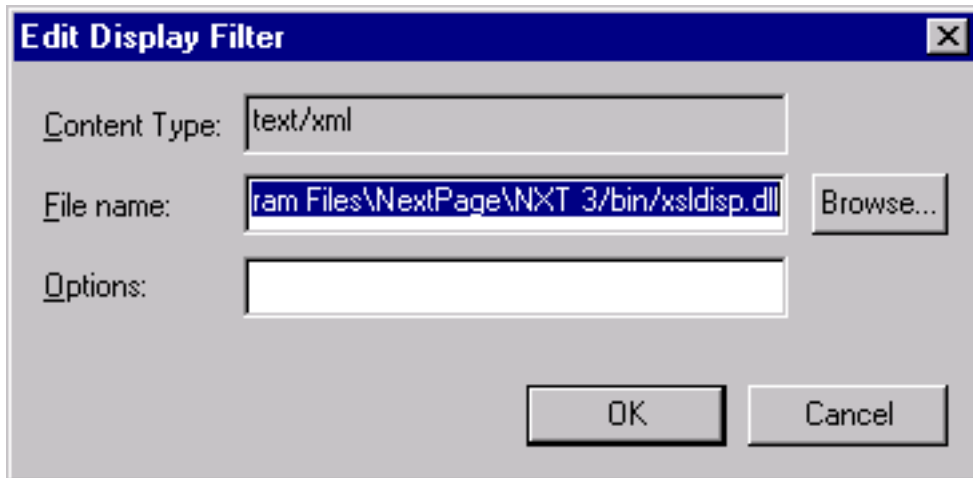 Edit Display Filter
Content Type: text/xml
File name: ram Files\NextPage\NXT 3/bin/xsldisp.dll Browse...
Options:
OK Cancel